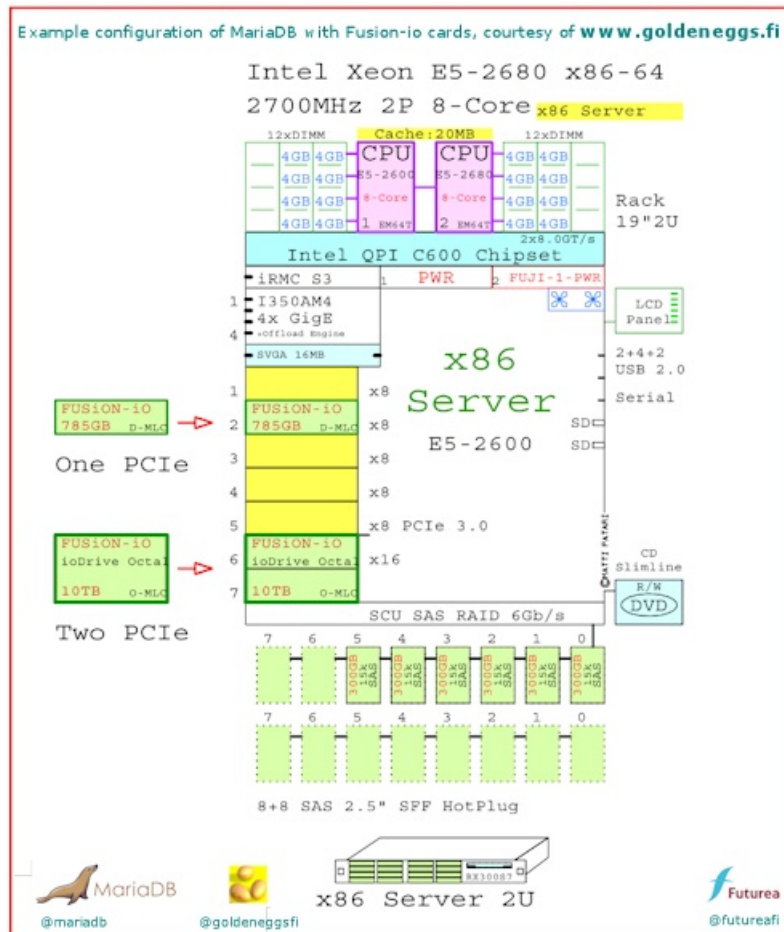 Example configuration of MariaDB with Fusion-io cards, courtesy of www.goldeneggs.fi
Intel Xeon E5-2680 x86-64
2700MHz 2P 8-Core x86 Server
12xDIMM Cache:20MB 12xDIMM
4GB 4GB CPU CPU 4GB 4GB
4GB 4GB E5-2600 E5-2680 4GB 4GB
4GB 4GB 8-Core 8-Core 4GB 4GB
4GB 4GB 1 EM64T 2 EM64T 4GB 4GB
Rack
19"2U
2x8.0GT/s
Intel QPI C600 Chipset
iRMC S3 1 PWR 2 FUJI-1-PWR
1 I350AM4
4x GigE
4 +Offload Engine
LCD
Panel
SVGA 16MB
x86
Server
E5-2600
2+4+2
USB 2.0
Serial
SD
SD
1 x8
FUSiON-iO
785GB D-MLC
One PCIe
2 FUSiON-iO x8
785GB D-MLC
3 x8
4 x8
5 x8 PCIe 3.0
FUSiON-iO
ioDrive Octal
10TB O-MLC
Two PCIe
FUSiON-iO
6 ioDrive Octal x16
7 10TB O-MLC
©MATTI PATARI
CD
Slimline
R/W
DVD
SCU SAS RAID 6Gb/s
7 6 5 4 3 2 1 0
300GB 15k SAS 300GB 15k SAS 300GB 15k SAS 300GB 15k SAS 300GB 15k SAS 300GB 15k SAS
7 6 5 4 3 2 1 0
8+8 SAS 2.5" SFF HotPlug
RX300S7
x86 Server 2U
MariaDB
@mariadb
@goldeneggsfi
Futurea
@futureafi